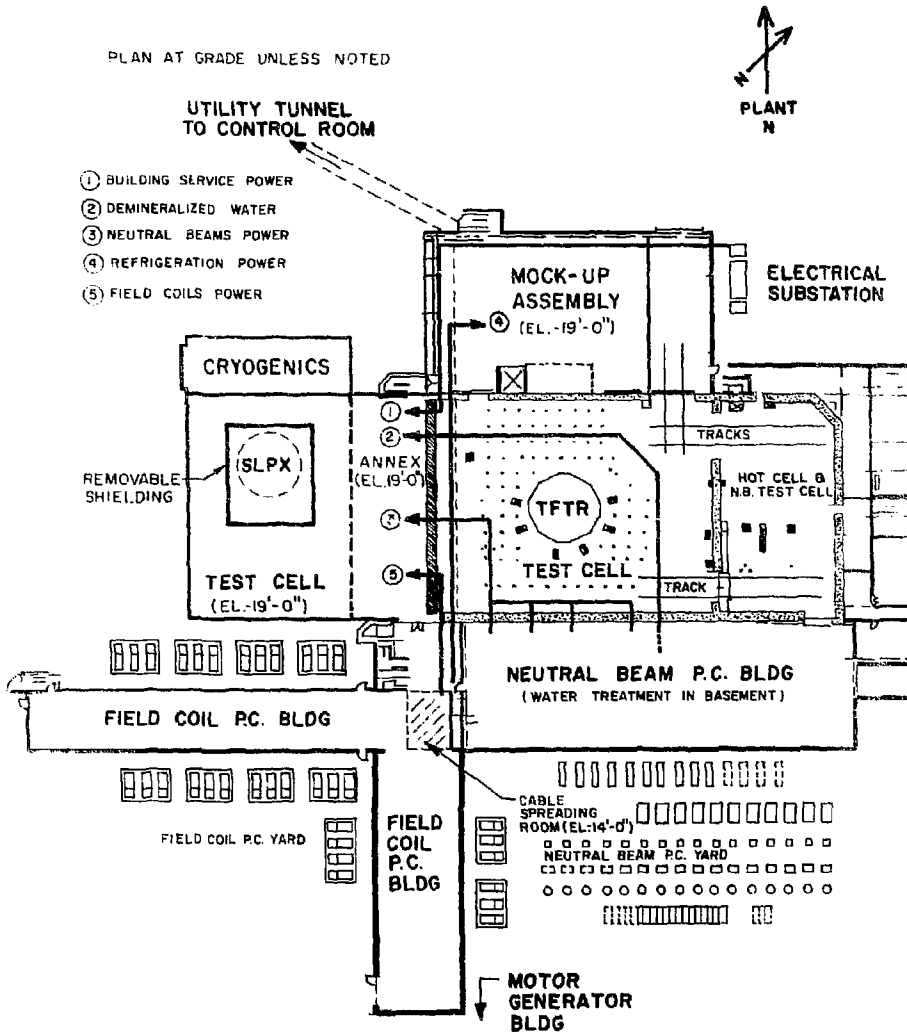 PLAN AT GRADE UNLESS NOTED
N
PLANT
N
UTILITY TUNNEL
TO CONTROL ROOM
1 BUILDING SERVICE POWER
2 DEMINERALIZED WATER
3 NEUTRAL BEAMS POWER
4 REFRIGERATION POWER
5 FIELD COILS POWER
MOCK-UP
ASSEMBLY
(EL.-19'-0")
4
ELECTRICAL
SUBSTATION
CRYOGENICS
1
2
TRACKS
REMOVABLE
SHIELDING
SLPX
ANNEX
(EL.19'-0")
HOT CELL &
N.B. TEST CELL
3
TFTR
5
TEST CELL
(EL.-19'-0")
TEST CELL
TRACK
NEUTRAL BEAM P.C. BLDG
(WATER TREATMENT IN BASEMENT)
FIELD COIL P.C. BLDG
CABLE
SPREADING
ROOM (EL:14'-0")
FIELD COIL P.C. YARD
FIELD
COIL
P.C.
BLDG
NEUTRAL BEAM P.C. YARD
MOTOR
GENERATOR
BLDG